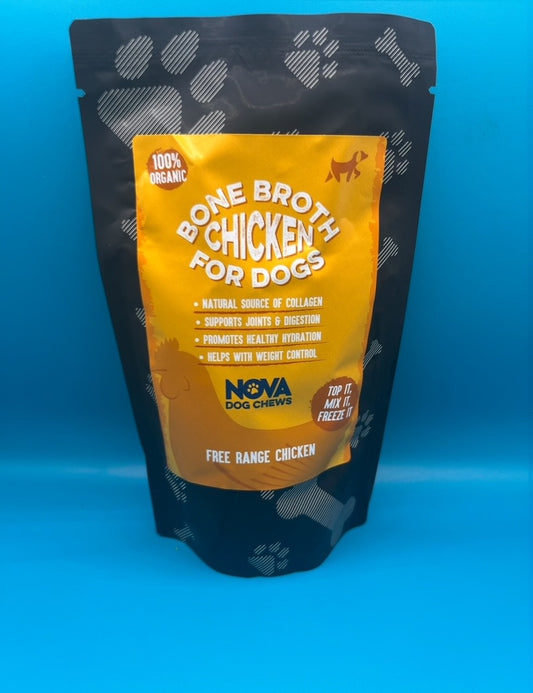 100%
ORGANIC
BONE BROTH
CHICKEN
FOR DOGS
• NATURAL SOURCE OF COLLAGEN
• SUPPORTS JOINTS & DIGESTION
• PROMOTES HEALTHY HYDRATION
• HELPS WITH WEIGHT CONTROL
NOVA
DOG CHEWS
TOP IT,
MIX IT,
FREEZE IT
FREE RANGE CHICKEN